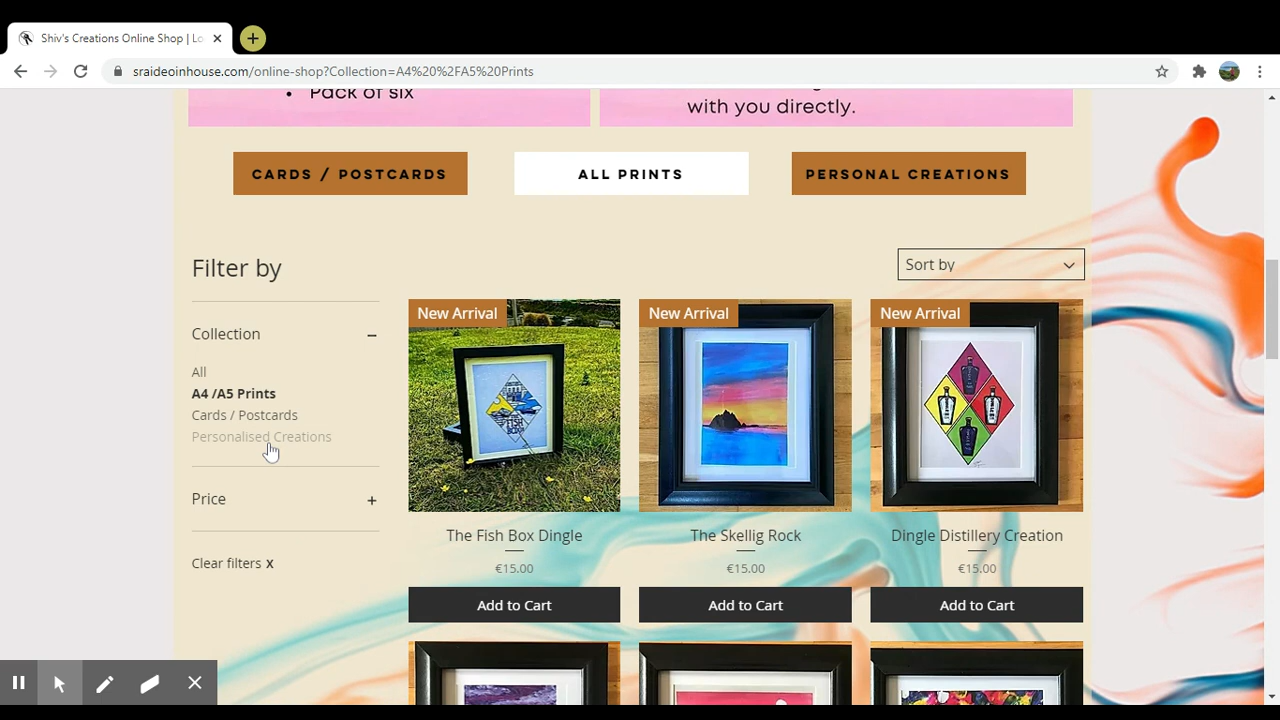 Shiv's Creations Online Shop | Lo
sraideoinhouse.com/online-shop?Collection=A4%20%2FA5%20Prints
• Pack of six
with you directly.
CARDS / POSTCARDS
ALL PRINTS
PERSONAL CREATIONS
Filter by
Sort by
Collection
All
A4 /A5 Prints
Cards / Postcards
Personalised Creations
Price
Clear filters x
New Arrival
New Arrival
New Arrival
FISH
BOX
The Fish Box Dingle
The Skellig Rock
Dingle Distillery Creation
€15.00
€15.00
€15.00
Add to Cart
Add to Cart
Add to Cart